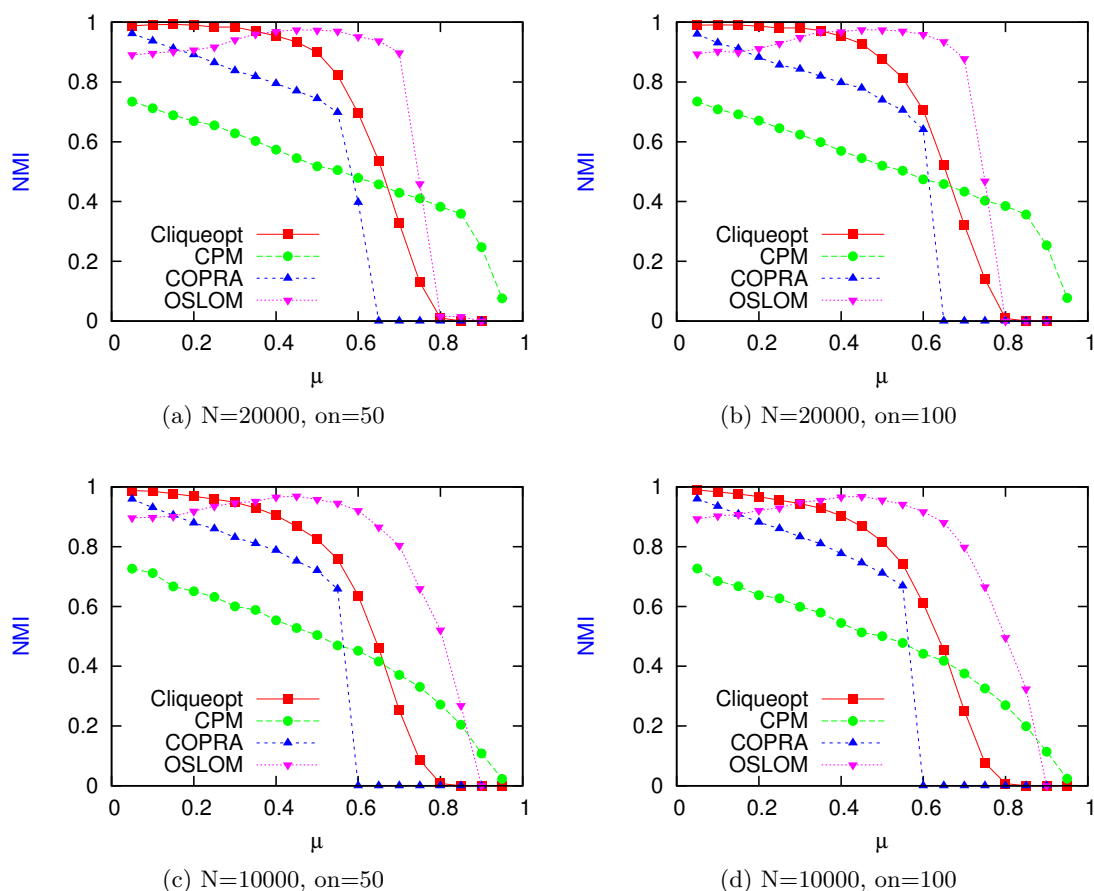 1
0.8
0.6
0.4
0.2
0
NMI
Cliqueopt
CPM
COPRA
OSLOM
0 0.2 0.4 0.6 0.8 1
μ
(a) N=20000, on=50
1
0.8
0.6
0.4
0.2
0
NMI
Cliqueopt
CPM
COPRA
OSLOM
0 0.2 0.4 0.6 0.8 1
μ
(b) N=20000, on=100
1
0.8
0.6
0.4
0.2
0
NMI
Cliqueopt
CPM
COPRA
OSLOM
0 0.2 0.4 0.6 0.8 1
μ
(c) N=10000, on=50
1
0.8
0.6
0.4
0.2
0
NMI
Cliqueopt
CPM
COPRA
OSLOM
0 0.2 0.4 0.6 0.8 1
μ
(d) N=10000, on=100